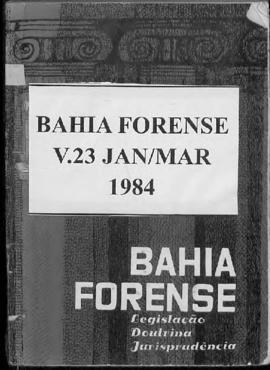 BAHIA FORENSE
V.23 JAN/MAR
1984
BAHIA
FORENSE
Legislação
Doutrina
Jurisprudência